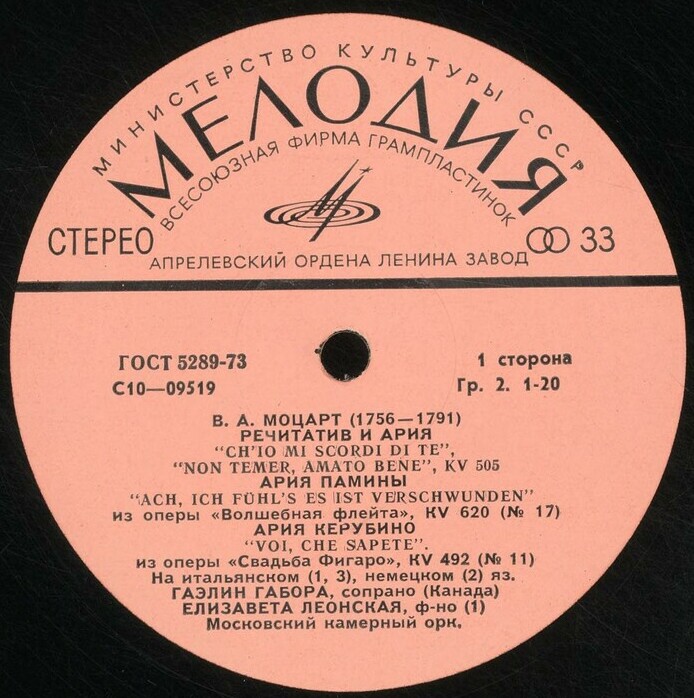 МИНИСТЕРСТВО КУЛЬТУРЫ СССР
МЕЛОДИЯ
ВСЕСОЮЗНАЯ ФИРМА ГРАМПЛАСТИНОК
СТЕРЕО
33
АПРЕЛЕВСКИЙ ОРДЕНА ЛЕНИНА ЗАВОД
ГОСТ 5289-73
1 сторона
С10—09519
Гр. 2. 1-20
В. А. МОЦАРТ (1756—1791)
РЕЧИТАТИВ И АРИЯ
"CH'IO MI SCORDI DI TE",
"NON TEMER, AMATO BENE", KV 505
АРИЯ ПАМИНЫ
"ACH, ICH FÜHL'S ES IST VERSCHWUNDEN"
из оперы «Волшебная флейта», KV 620 (№ 17)
АРИЯ КЕРУБИНО
"VOI, CHE SAPETE".
из оперы «Свадьба Фигаро», KV 492 (№ 11)
На итальянском (1, 3), немецком (2) яз.
ГАЭЛИН ГАБОРА, сопрано (Канада)
ЕЛИЗАВЕТА ЛЕОНСКАЯ, ф-но (1)
Московский камерный орк.